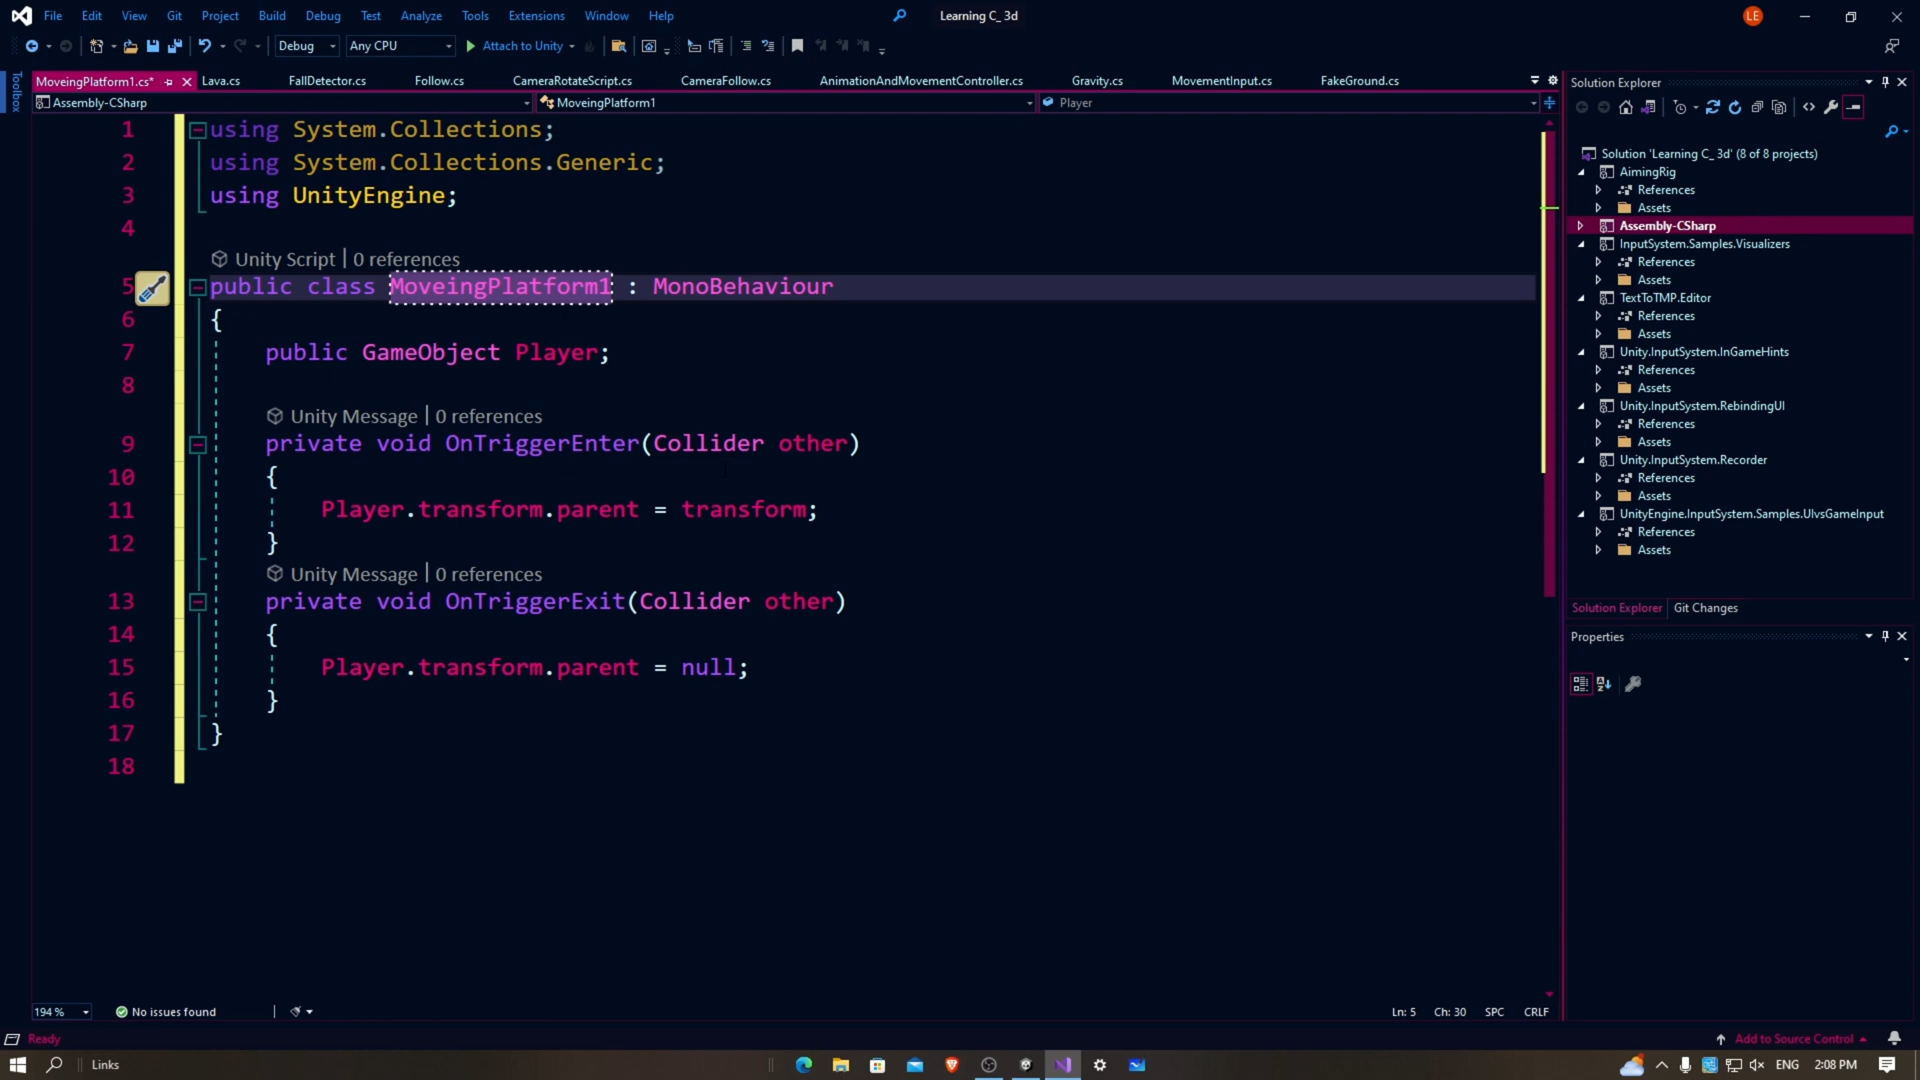 File Edit View Git Project Build Debug Test Analyze Tools Extensions Window Help Learning C_ 3d LE
Debug Any CPU Attach to Unity
Toolbox
MoveingPlatform1.cs* Lava.cs FallDetector.cs Follow.cs CameraRotateScript.cs CameraFollow.cs AnimationAndMovementController.cs Gravity.cs MovementInput.cs FakeGround.cs
Assembly-CSharp MoveingPlatform1 Player
1 using System.Collections;
2 using System.Collections.Generic;
3 using UnityEngine;
4
Unity Script | 0 references
5 public class MoveingPlatform1 : MonoBehaviour
6 {
7 public GameObject Player;
8
Unity Message | 0 references
9 private void OnTriggerEnter(Collider other)
10 {
11 Player.transform.parent = transform;
12 }
Unity Message | 0 references
13 private void OnTriggerExit(Collider other)
14 {
15 Player.transform.parent = null;
16 }
17 }
18
194 % No issues found Ln: 5 Ch: 30 SPC CRLF
Solution Explorer
Solution 'Learning C_ 3d' (8 of 8 projects)
AimingRig
References
Assets
Assembly-CSharp
InputSystem.Samples.Visualizers
References
Assets
TextToTMP.Editor
References
Assets
Unity.InputSystem.InGameHints
References
Assets
Unity.InputSystem.RebindingUI
References
Assets
Unity.InputSystem.Recorder
References
Assets
UnityEngine.InputSystem.Samples.UIvsGameInput
References
Assets
Solution Explorer Git Changes
Properties
Ready Add to Source Control
Links ENG 2:08 PM